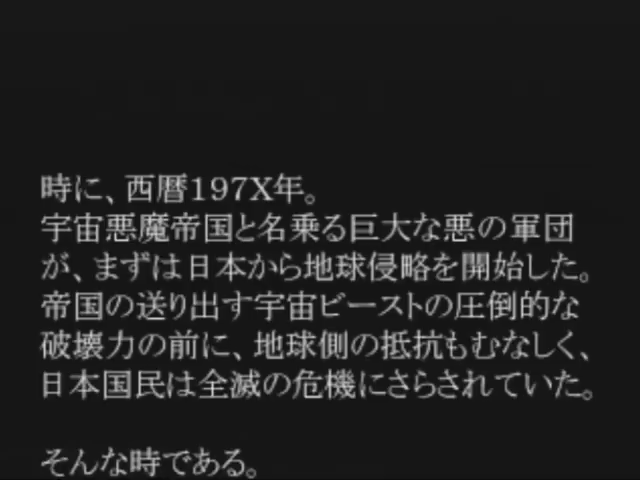 時に、西暦197X年。
宇宙悪魔帝国と名乗る巨大な悪の軍団
が、まずは日本から地球侵略を開始した。
帝国の送り出す宇宙ビーストの圧倒的な
破壊力の前に、地球側の抵抗もむなしく、
日本国民は全滅の危機にさらされていた。
そんな時である。